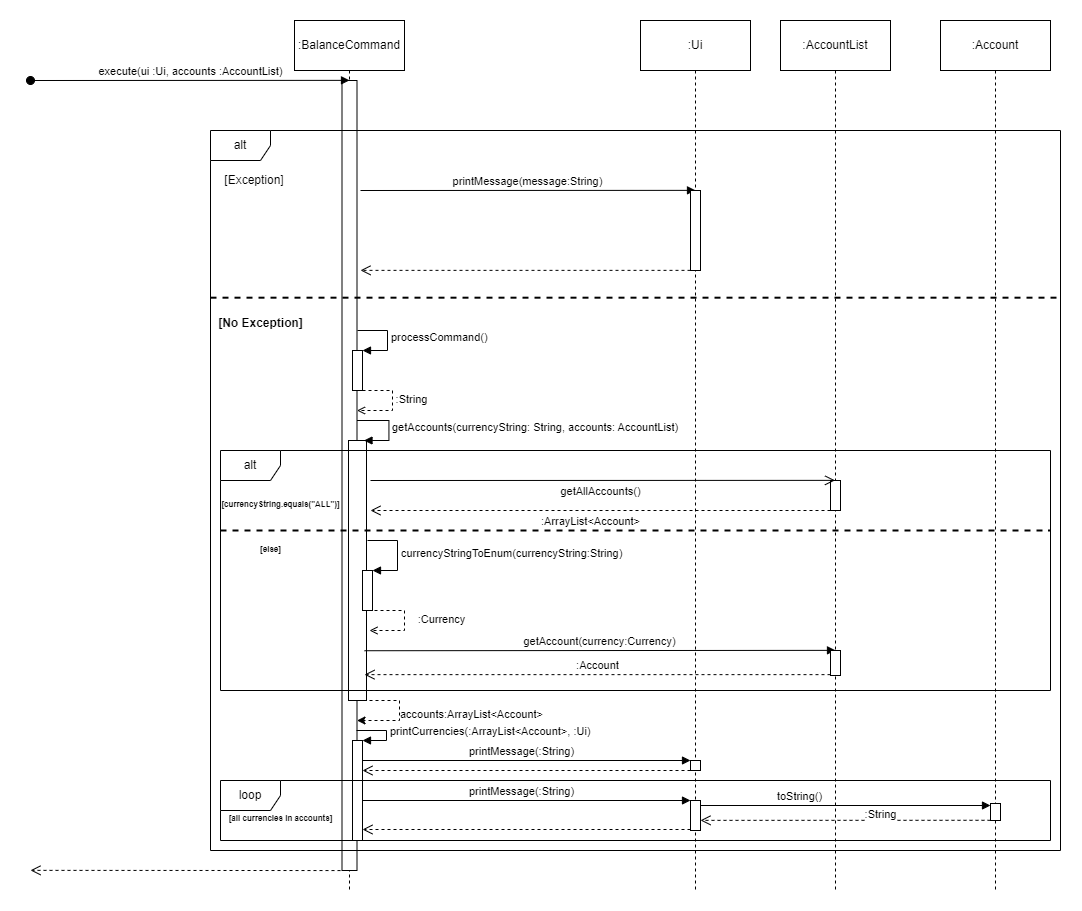 :BalanceCommand
:Ui
:AccountList
:Account
execute(ui :Ui, accounts :AccountList)
alt
[Exception]
printMessage(message:String)
[No Exception]
processCommand()
:String
getAccounts(currencyString: String, accounts: AccountList)
alt
getAllAccounts()
[currencyString.equals("ALL")]
:ArrayList<Account>
[else]
currencyStringToEnum(currencyString:String)
:Currency
getAccount(currency:Currency)
:Account
accounts:ArrayList<Account>
printCurrencies(:ArrayList<Account>, :Ui)
printMessage(:String)
loop
printMessage(:String)
toString()
[all currencies in accounts]
:String